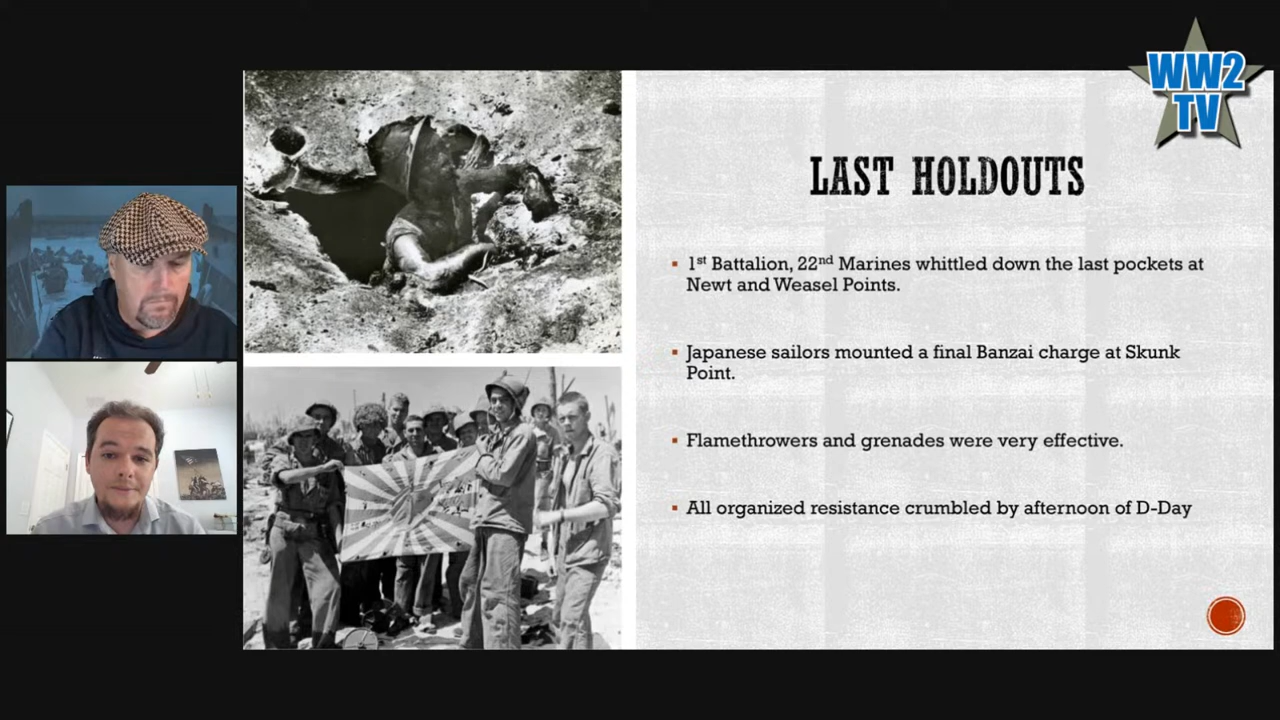 WW2
TV
LAST HOLDOUTS
1st Battalion, 22nd Marines whittled down the last pockets at
Newt and Weasel Points.
Japanese sailors mounted a final Banzai charge at Skunk
Point.
Flamethrowers and grenades were very effective.
All organized resistance crumbled by afternoon of D-Day